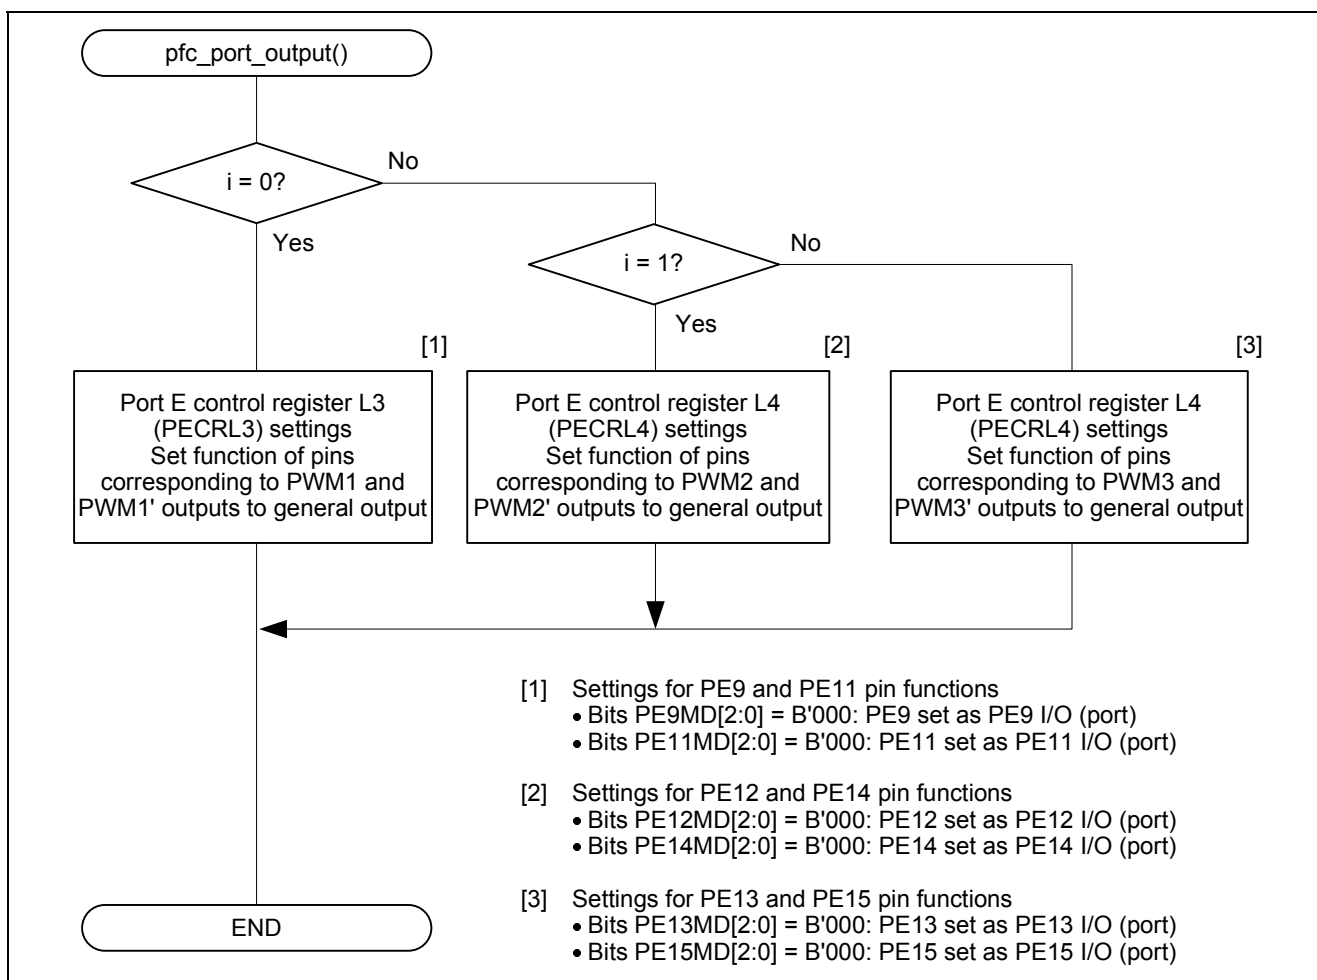 pfc_port_output()
i = 0?
No
Yes
i = 1?
No
Yes
[1]
Port E control register L3
(PECRL3) settings
Set function of pins
corresponding to PWM1 and
PWM1' outputs to general output
[2]
Port E control register L4
(PECRL4) settings
Set function of pins
corresponding to PWM2 and
PWM2' outputs to general output
[3]
Port E control register L4
(PECRL4) settings
Set function of pins
corresponding to PWM3 and
PWM3' outputs to general output
[1] Settings for PE9 and PE11 pin functions
• Bits PE9MD[2:0] = B'000: PE9 set as PE9 I/O (port)
• Bits PE11MD[2:0] = B'000: PE11 set as PE11 I/O (port)
[2] Settings for PE12 and PE14 pin functions
• Bits PE12MD[2:0] = B'000: PE12 set as PE12 I/O (port)
• Bits PE14MD[2:0] = B'000: PE14 set as PE14 I/O (port)
[3] Settings for PE13 and PE15 pin functions
• Bits PE13MD[2:0] = B'000: PE13 set as PE13 I/O (port)
• Bits PE15MD[2:0] = B'000: PE15 set as PE15 I/O (port)
END